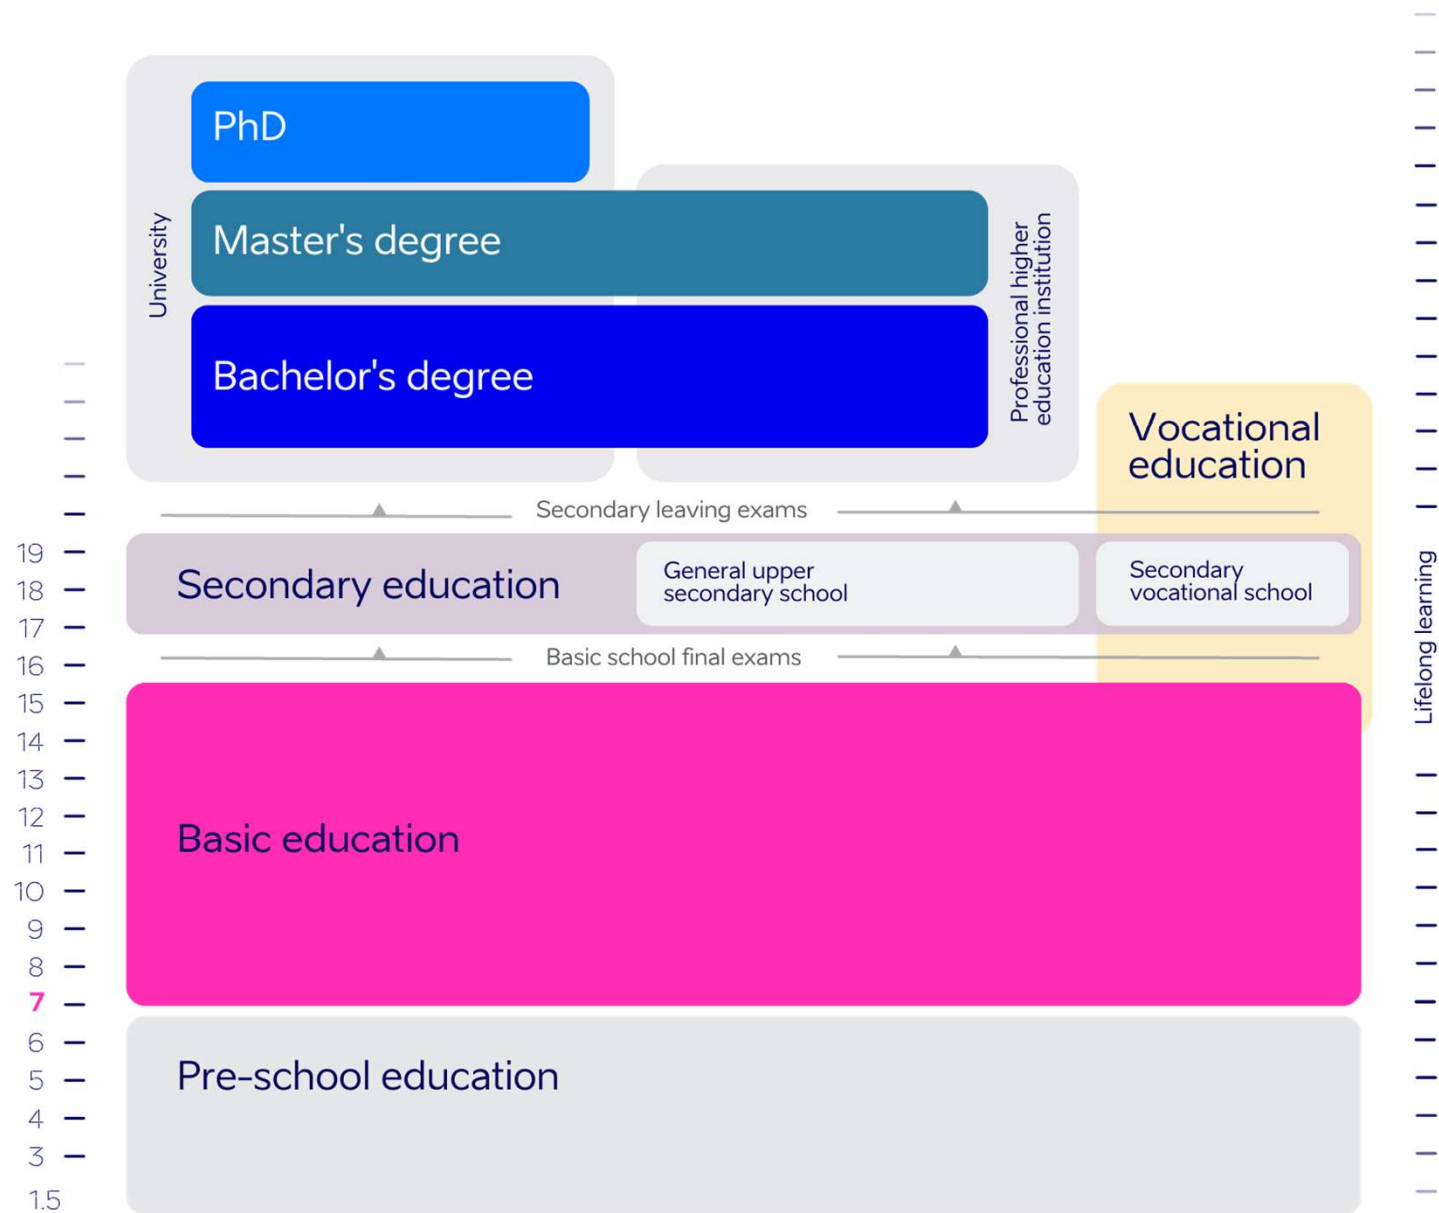 PhD
Master's degree
Bachelor's degree
University
Professional higher
education institution
Vocational
education
Secondary leaving exams
Secondary education
General upper
secondary school
Secondary
vocational school
Basic school final exams
Basic education
Pre-school education
19
18
17
16
15
14
13
12
11
10
9
8
7
6
5
4
3
1.5
Lifelong learning